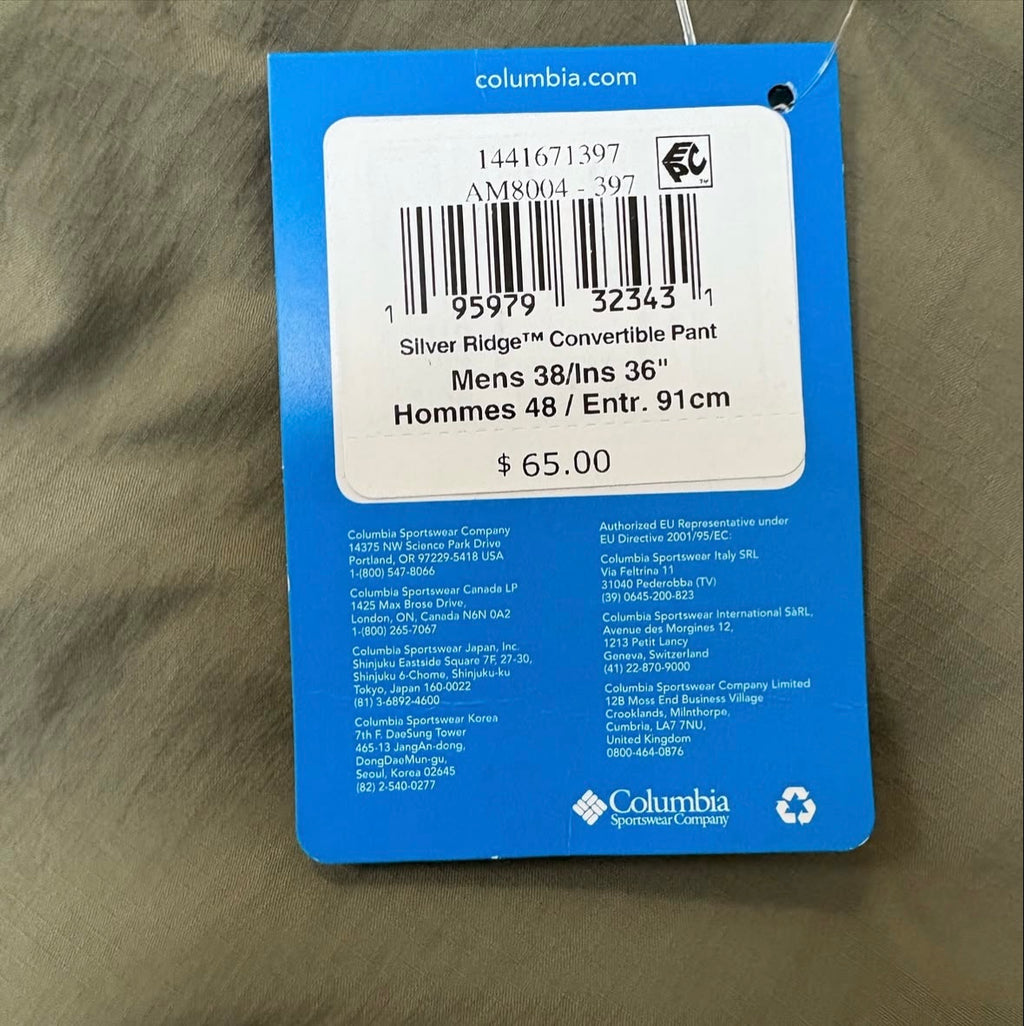 columbia.com
1441671397
AM8004 - 397
EPC™
1 95979 32343 1
Silver Ridge™ Convertible Pant
Mens 38/Ins 36"
Hommes 48 / Entr. 91cm
$ 65.00
Columbia Sportswear Company
14375 NW Science Park Drive
Portland, OR 97229-5418 USA
1-(800) 547-8066
Columbia Sportswear Canada LP
1425 Max Brose Drive,
London, ON, Canada N6N 0A2
1-(800) 265-7067
Columbia Sportswear Japan, Inc.
Shinjuku Eastside Square 7F, 27-30,
Shinjuku 6-Chome, Shinjuku-ku
Tokyo, Japan 160-0022
(81) 3-6892-4600
Columbia Sportswear Korea
7th F. DaeSung Tower
465-13 JangAn-dong,
DongDaeMun-gu,
Seoul, Korea 02645
(82) 2-540-0277
Authorized EU Representative under
EU Directive 2001/95/EC:
Columbia Sportswear Italy SRL
Via Feltrina 11
31040 Pederobba (TV)
(39) 0645-200-823
Columbia Sportswear International SàRL,
Avenue des Morgines 12,
1213 Petit Lancy
Geneva, Switzerland
(41) 22-870-9000
Columbia Sportswear Company Limited
12B Moss End Business Village
Crooklands, Milnthorpe,
Cumbria, LA7 7NU,
United Kingdom
0800-464-0876
Columbia
Sportswear Company